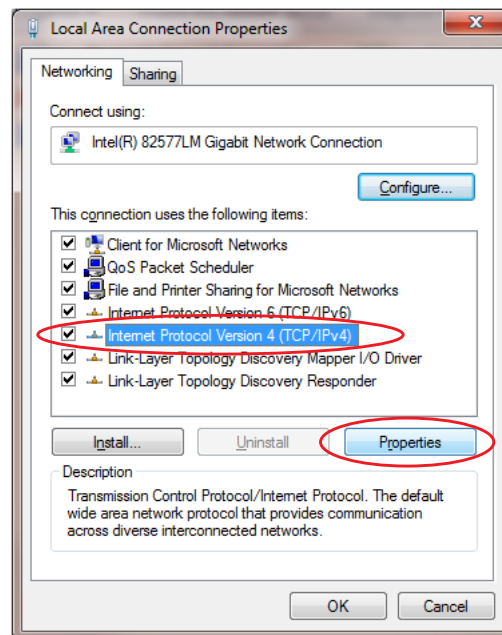 Local Area Connection Properties
Networking
Sharing
Connect using:
Intel(R) 82577LM Gigabit Network Connection
Configure...
This connection uses the following items:
Client for Microsoft Networks
QoS Packet Scheduler
File and Printer Sharing for Microsoft Networks
Internet Protocol Version 6 (TCP/IPv6)
Internet Protocol Version 4 (TCP/IPv4)
Link-Layer Topology Discovery Mapper I/O Driver
Link-Layer Topology Discovery Responder
Install...
Uninstall
Properties
Description
Transmission Control Protocol/Internet Protocol. The default
wide area network protocol that provides communication
across diverse interconnected networks.
OK
Cancel